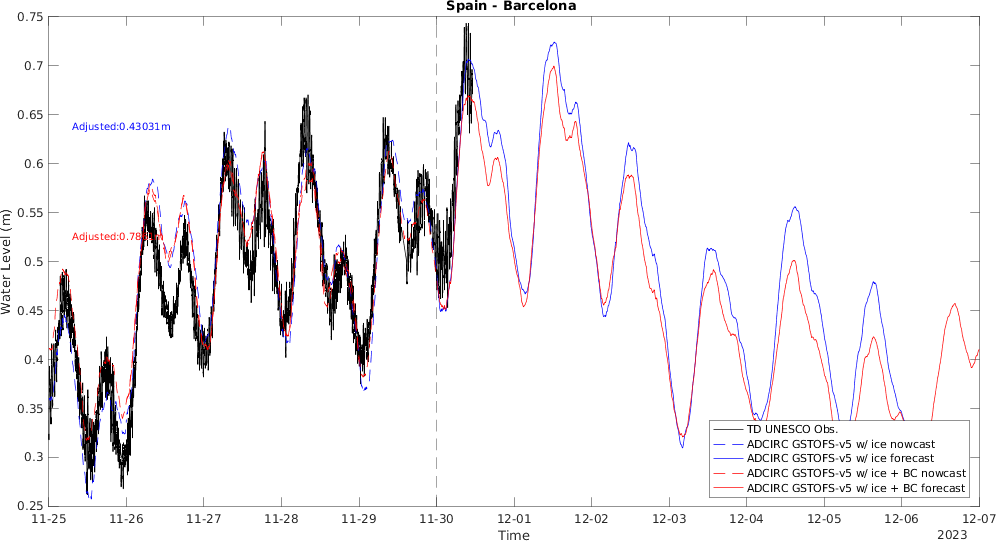 Spain - Barcelona
Water Level (m)
0.75
0.7
0.65
0.6
0.55
0.5
0.45
0.4
0.35
0.3
0.25
Adjusted:0.43031m
TD UNESCO Obs.
ADCIRC GSTOFS-v5 w/ ice nowcast
ADCIRC GSTOFS-v5 w/ ice forecast
ADCIRC GSTOFS-v5 w/ ice + BC nowcast
ADCIRC GSTOFS-v5 w/ ice + BC forecast
11-25 11-26 11-27 11-28 11-29 11-30 12-01 12-02 12-03 12-04 12-05 12-06 12-07
Time
2023